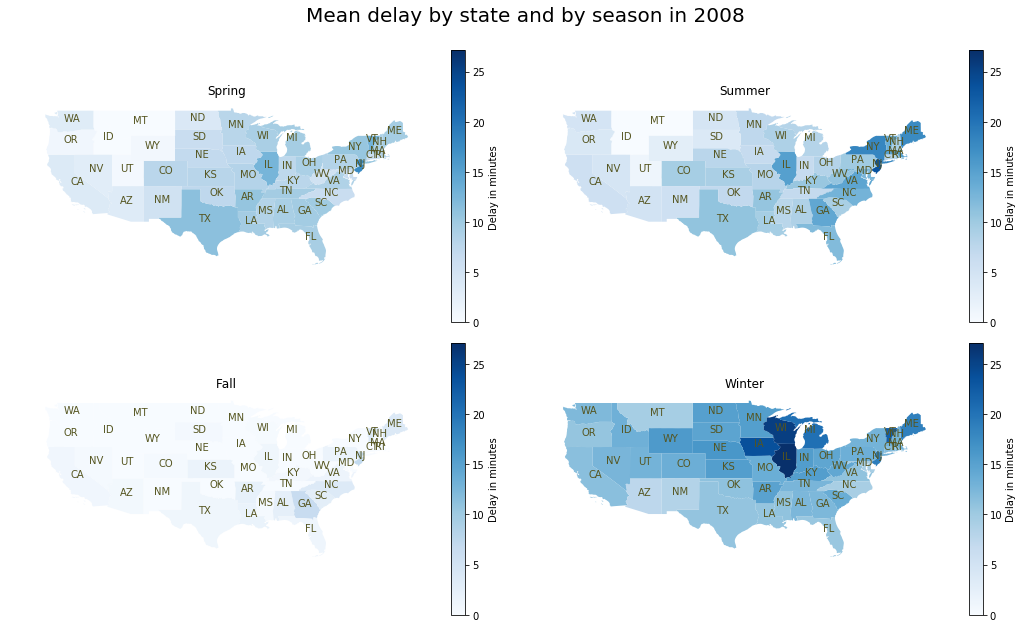 Mean delay by state and by season in 2008
Spring
WA MT ND MN ME
OR ID WY SD WI MI NY VT NH MA
NV UT CO NE IA IL IN OH PA CT RI NJ
CA KS MO KY WV MD VA
AZ NM OK AR TN NC
TX LA MS AL GA SC
FL
25
20
15
10
5
0
Delay in minutes
Summer
WA MT ND MN ME
OR ID WY SD WI MI NY VT NH MA
NV UT CO NE IA IL IN OH PA CT
CA KS MO KY WV MD VA
AZ NM OK AR TN NC
TX LA MS AL GA SC
FL
25
20
15
10
5
0
Delay in minutes
Fall
WA MT ND MN ME
OR ID WY SD WI MI NY VT NH MA
NV UT CO NE IA IL IN OH PA CT RI NJ
CA KS MO KY WV MD VA
AZ NM OK AR TN NC
TX LA MS AL GA SC
FL
25
20
15
10
5
0
Delay in minutes
Winter
WA MT ND MN WI MI ME
OR ID WY SD IA NY NH MA
NV UT CO NE IL IN OH PA CT NJ
CA KS MO KY WV MD VA
AZ NM OK AR TN NC
TX LA MS AL GA SC
FL
25
20
15
10
5
0
Delay in minutes